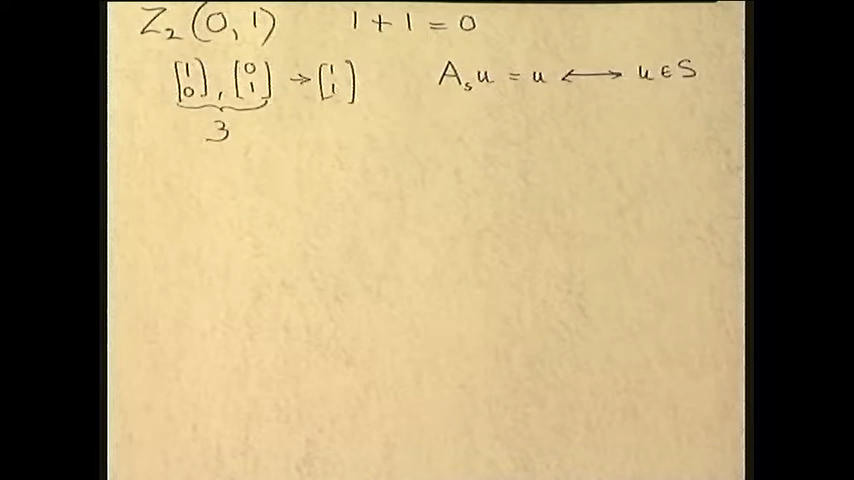 Z₂(0, 1) 1 + 1 = 0
[1 0], [0 1] → [1 1] Aₛu = u ⟷ u ∈ S
3